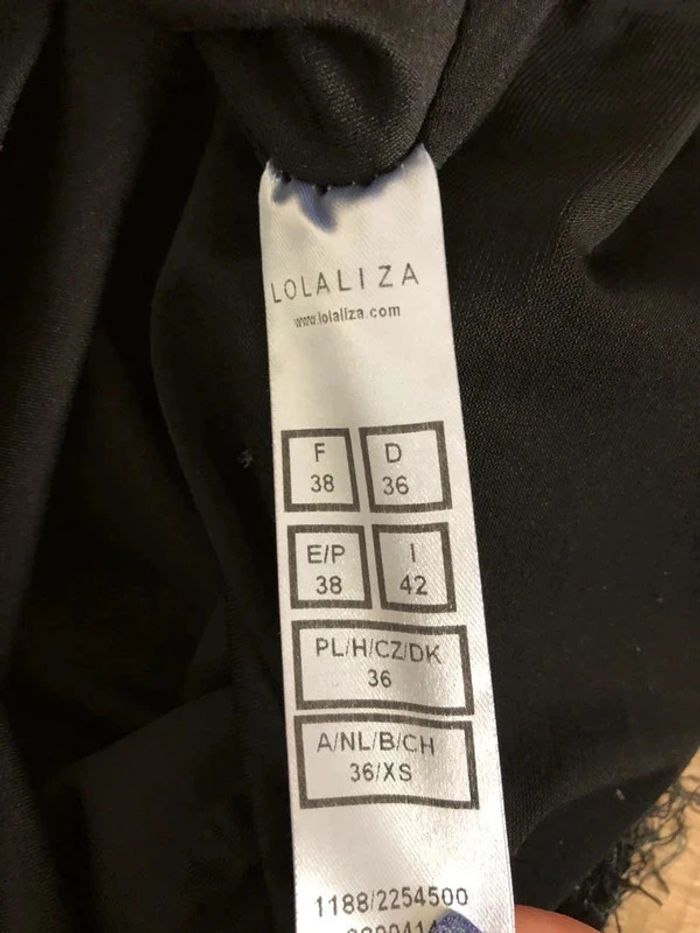 LOLALIZA
www.lolaliza.com
F D
38 36
E/P I
38 42
PL/H/CZ/DK
36
A/NL/B/CH
36/XS
1188/2254500